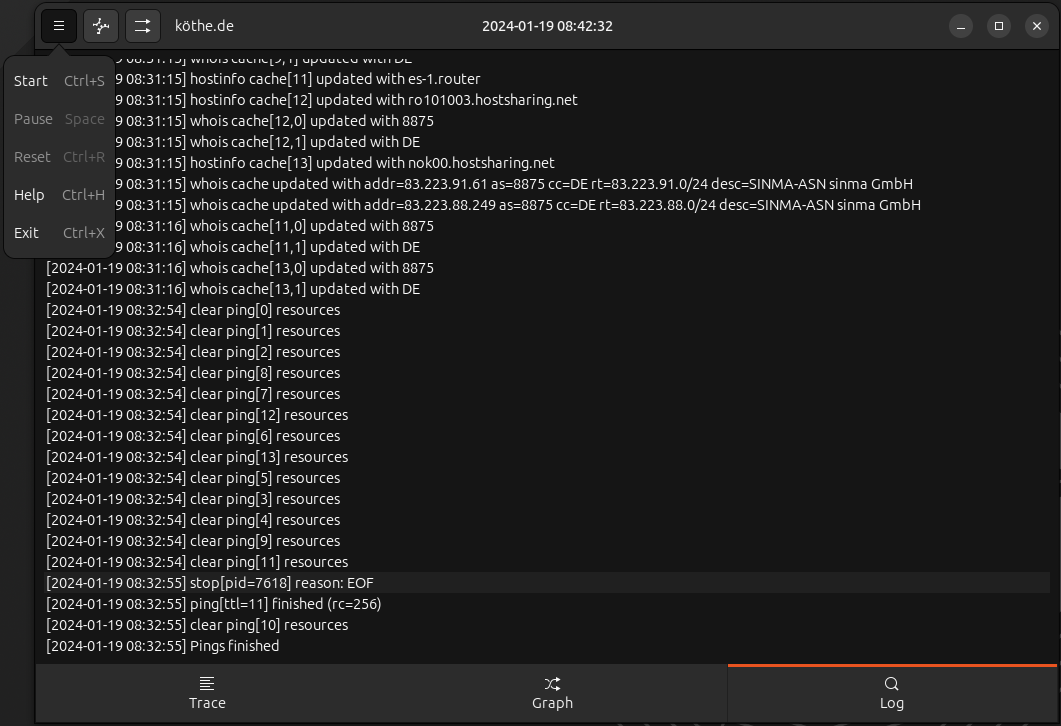 köthe.de
2024-01-19 08:42:32
Start Ctrl+S
Pause Space
Reset Ctrl+R
Help Ctrl+H
Exit Ctrl+X
9 08:31:15] whois cache[9,1] updated with DE
9 08:31:15] hostinfo cache[11] updated with es-1.router
9 08:31:15] hostinfo cache[12] updated with ro101003.hostsharing.net
9 08:31:15] whois cache[12,0] updated with 8875
9 08:31:15] whois cache[12,1] updated with DE
9 08:31:15] hostinfo cache[13] updated with nok00.hostsharing.net
9 08:31:15] whois cache updated with addr=83.223.91.61 as=8875 cc=DE rt=83.223.91.0/24 desc=SINMA-ASN sinma GmbH
9 08:31:15] whois cache updated with addr=83.223.88.249 as=8875 cc=DE rt=83.223.88.0/24 desc=SINMA-ASN sinma GmbH
9 08:31:16] whois cache[11,0] updated with 8875
9 08:31:16] whois cache[11,1] updated with DE
[2024-01-19 08:31:16] whois cache[13,0] updated with 8875
[2024-01-19 08:31:16] whois cache[13,1] updated with DE
[2024-01-19 08:32:54] clear ping[0] resources
[2024-01-19 08:32:54] clear ping[1] resources
[2024-01-19 08:32:54] clear ping[2] resources
[2024-01-19 08:32:54] clear ping[8] resources
[2024-01-19 08:32:54] clear ping[7] resources
[2024-01-19 08:32:54] clear ping[12] resources
[2024-01-19 08:32:54] clear ping[6] resources
[2024-01-19 08:32:54] clear ping[13] resources
[2024-01-19 08:32:54] clear ping[5] resources
[2024-01-19 08:32:54] clear ping[3] resources
[2024-01-19 08:32:54] clear ping[4] resources
[2024-01-19 08:32:54] clear ping[9] resources
[2024-01-19 08:32:54] clear ping[11] resources
[2024-01-19 08:32:55] stop[pid=7618] reason: EOF
[2024-01-19 08:32:55] ping[ttl=11] finished (rc=256)
[2024-01-19 08:32:55] clear ping[10] resources
[2024-01-19 08:32:55] Pings finished
Trace
Graph
Log